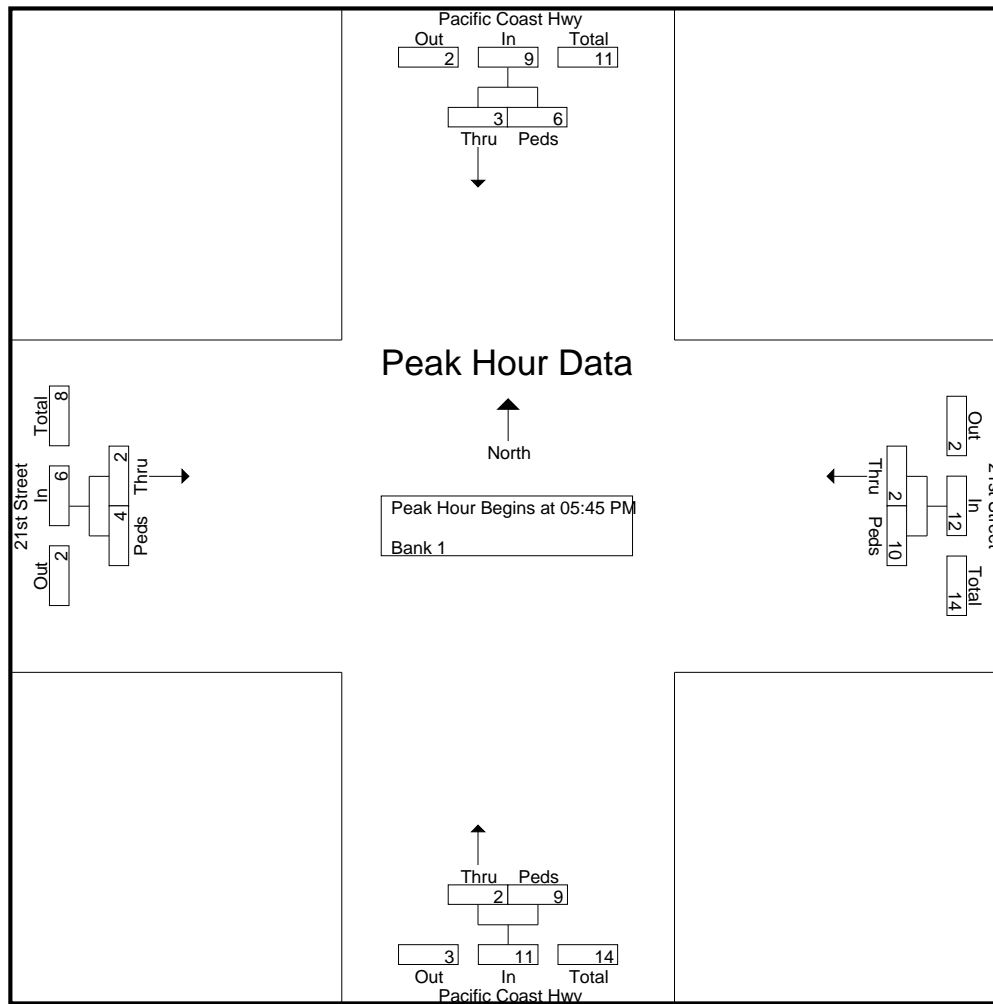 Pacific Coast Hwy
Out In Total
2 9 11
3 6
Thru Peds
Peak Hour Data
North
Peak Hour Begins at 05:45 PM
Bank 1
21st Street
Total In Out
8 6 2
2 4
Thru Peds
Out In Total
2 12 14
Thru Peds
2 10
21st Street
Thru Peds
2 9
3 11 14
Out In Total
Pacific Coast Hwy